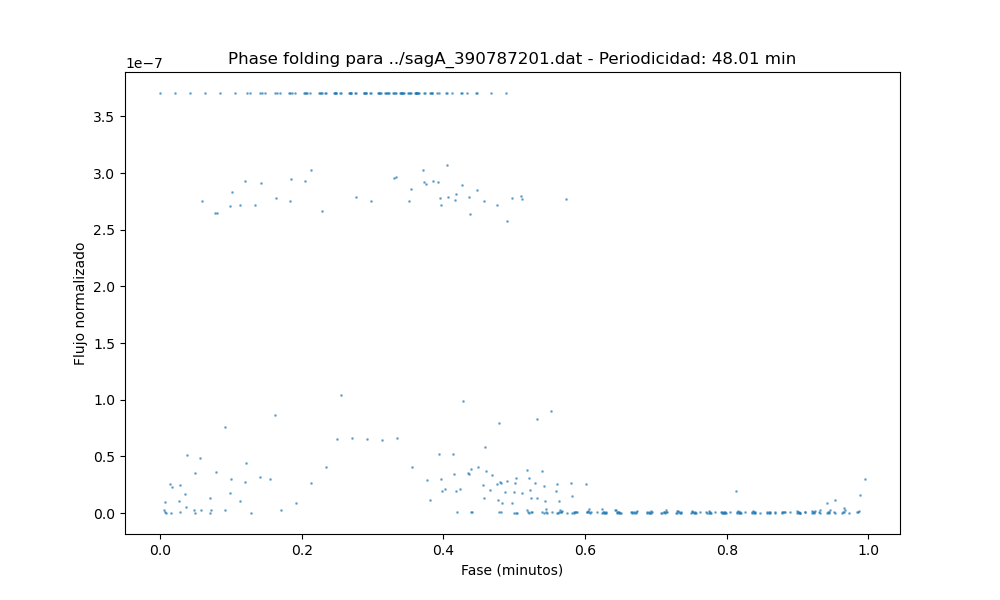 Phase folding para ../sagA_390787201.dat - Periodicidad: 48.01 min
1e−7
3.5
3.0
2.5
2.0
1.5
1.0
0.5
0.0
Flujo normalizado
0.0 0.2 0.4 0.6 0.8 1.0
Fase (minutos)